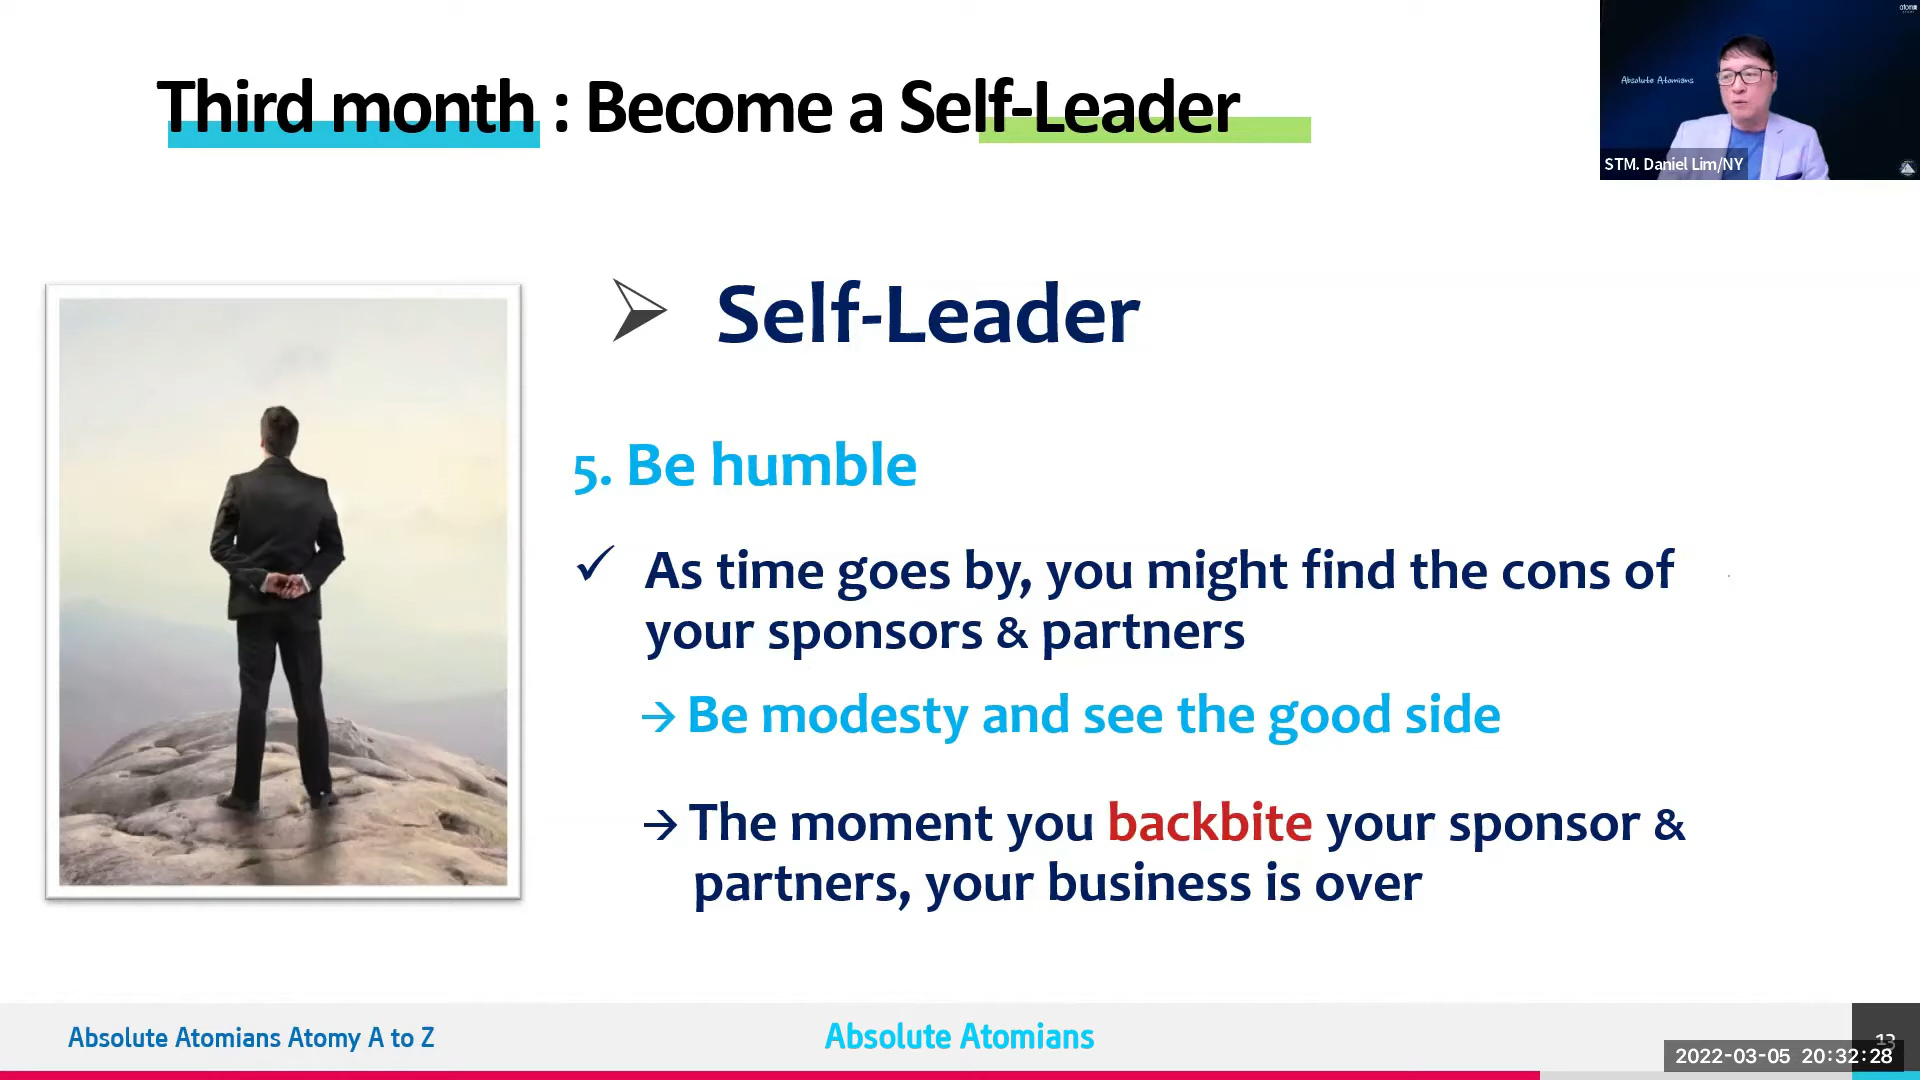 Third month : Become a Self-Leader
Absolute Atomians
STM. Daniel Lim/NY
➢ Self-Leader
5. Be humble
✓ As time goes by, you might find the cons of
your sponsors & partners
→ Be modesty and see the good side
→ The moment you backbite your sponsor &
partners, your business is over
Absolute Atomians Atomy A to Z
Absolute Atomians
13
2022-03-05 20:32:28